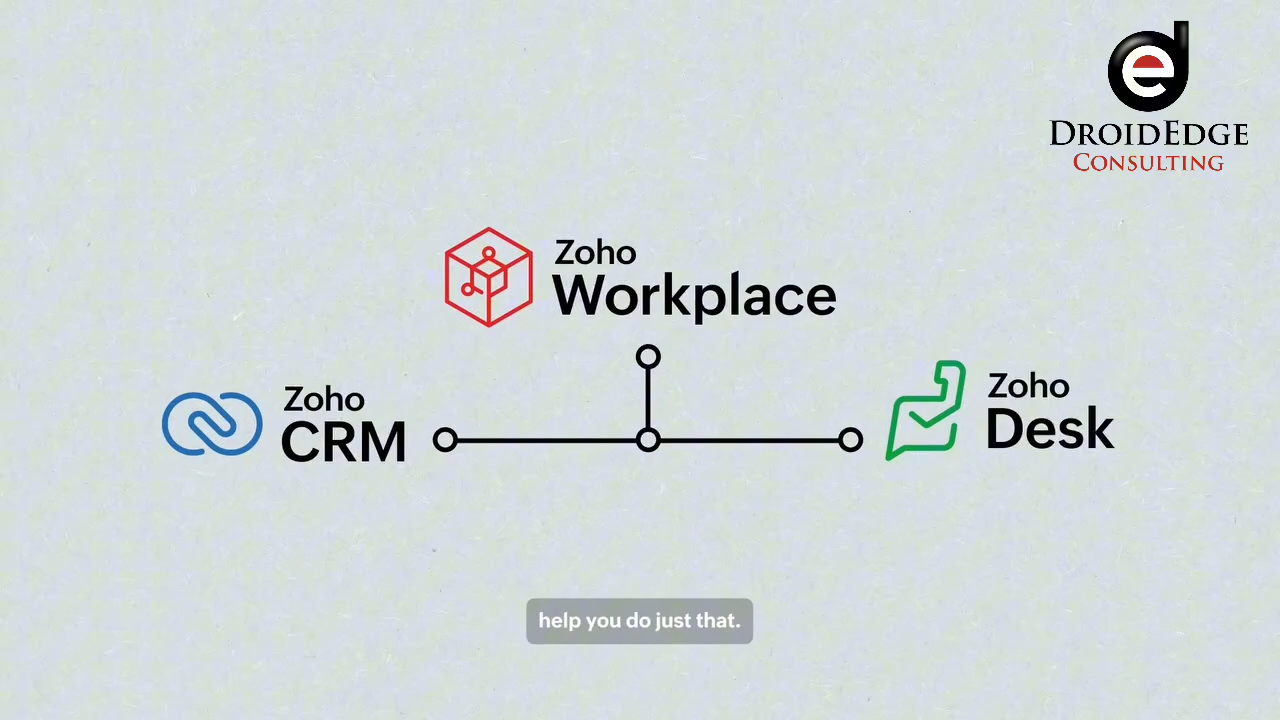 DROIDEDGE
CONSULTING
Zoho
Workplace
Zoho
CRM
Zoho
Desk
help you do just that.